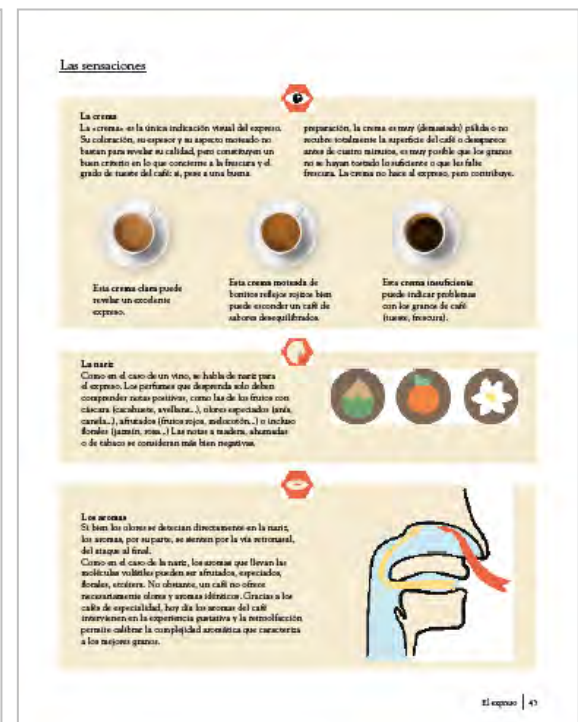 Las sensaciones
La crema
La «crema» es la única indicación visual del expreso.
Su coloración, su espesor y su aspecto moteado no
bastan para revelar su calidad, pero constituyen un
buen criterio en lo que concierne a la frescura y el
grado de tueste del café: si, pese a una buena
preparación, la crema es muy (demasiado) pálida o no
recubre totalmente la superficie del café o desaparece
antes de cuatro minutos, es muy posible que los granos
no se hayan tostado lo suficiente o que les falte
frescura. La crema no hace al expreso, pero contribuye.
Esta crema clara puede
revelar un excelente
expreso.
Esta crema moteada de
bonitos reflejos rojizos bien
puede esconder un café de
sabores desequilibrados.
Esta crema insuficiente
puede indicar problemas
con los granos de café
(tueste, frescura).
La nariz
Como en el caso de un vino, se habla de nariz para
el expreso. Los perfumes que desprenda solo deben
comprender notas positivas, como las de los frutos con
cáscara (cacahuete, avellana...), olores especiados (anís,
canela...), afrutados (frutos rojos, melocotón...) o incluso
florales (jazmín, rosa...) Las notas a madera, ahumadas
o de tabaco se consideran más bien negativas.
Los aromas
Si bien los olores se detectan directamente en la nariz,
los aromas, por su parte, se sienten por la vía retronasal,
del ataque al final.
Como en el caso de la nariz, los aromas que llevan las
moléculas volátiles pueden ser afrutados, especiados,
florales, etcétera. No obstante, un café no ofrece
necesariamente olores y aromas idénticos. Gracias a los
cafés de especialidad, hoy día los aromas del café
intervienen en la experiencia gustativa y la retroolfacción
permite calibrar la complejidad aromática que caracteriza
a los mejores granos.
El expreso | 43